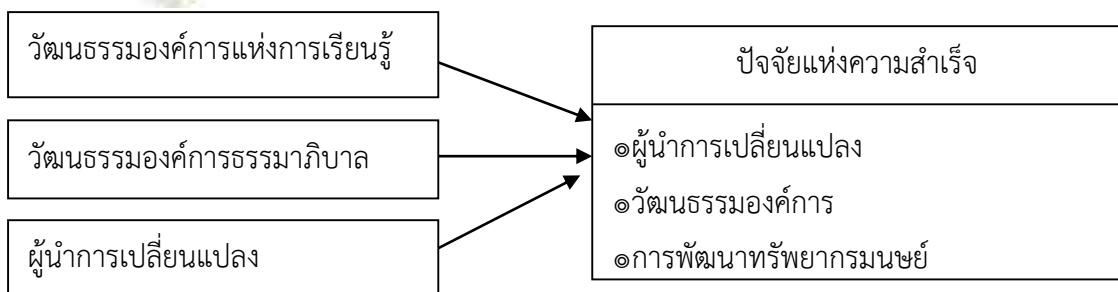 วัฒนธรรมองค์การแห่งการเรียนรู้
วัฒนธรรมองค์การธรรมาภิบาล
ผู้นำการเปลี่ยนแปลง
ปัจจัยแห่งความสำเร็จ
๏ผู้นำการเปลี่ยนแปลง
๏วัฒนธรรมองค์การ
๏การพัฒนาทรัพยากรมนษย์